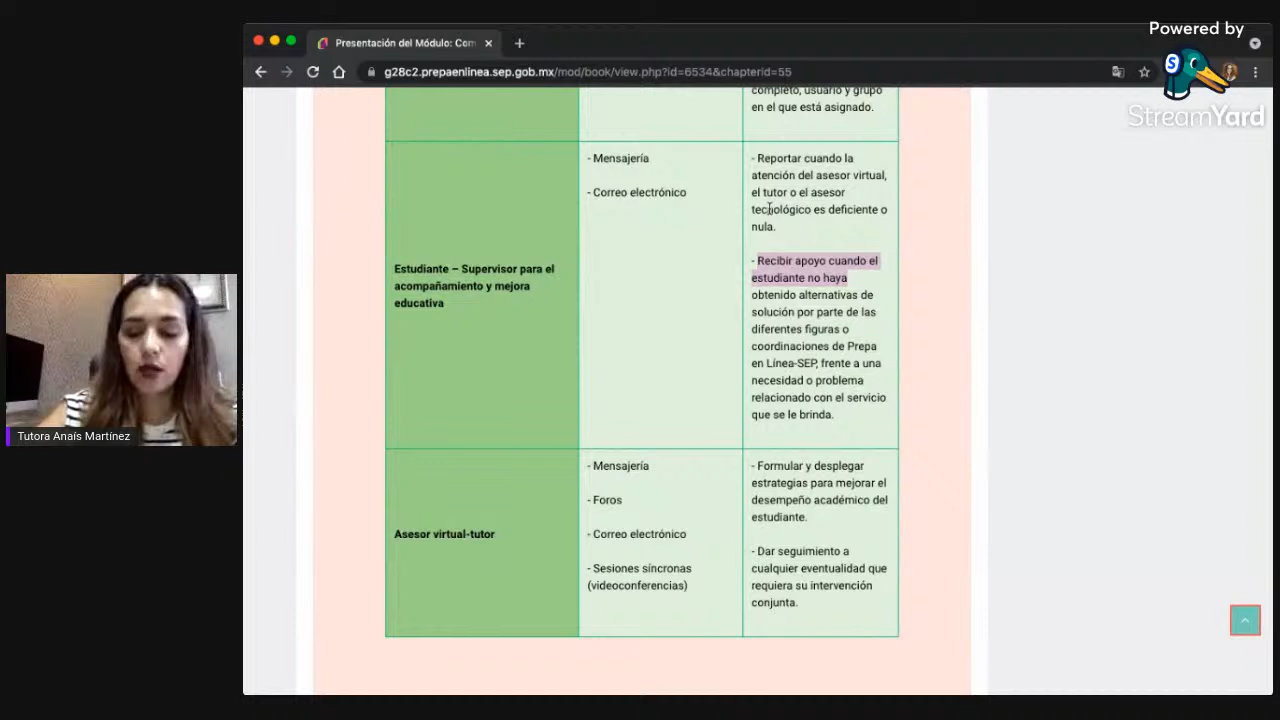 Powered by
StreamYard
Presentación del Módulo: Com
g28c2.prepaenlinea.sep.gob.mx/mod/book/view.php?id=6534&chapterid=55
completo, usuario y grupo
en el que está asignado.
Estudiante – Supervisor para el
acompañamiento y mejora
educativa
- Mensajería
- Correo electrónico
- Reportar cuando la
atención del asesor virtual,
el tutor o el asesor
tecnológico es deficiente o
nula.
- Recibir apoyo cuando el
estudiante no haya
obtenido alternativas de
solución por parte de las
diferentes figuras o
coordinaciones de Prepa
en Línea-SEP, frente a una
necesidad o problema
relacionado con el servicio
que se le brinda.
Asesor virtual-tutor
- Mensajería
- Foros
- Correo electrónico
- Sesiones síncronas
(videoconferencias)
- Formular y desplegar
estrategias para mejorar el
desempeño académico del
estudiante.
- Dar seguimiento a
cualquier eventualidad que
requiera su intervención
conjunta.
Tutora Anaís Martínez